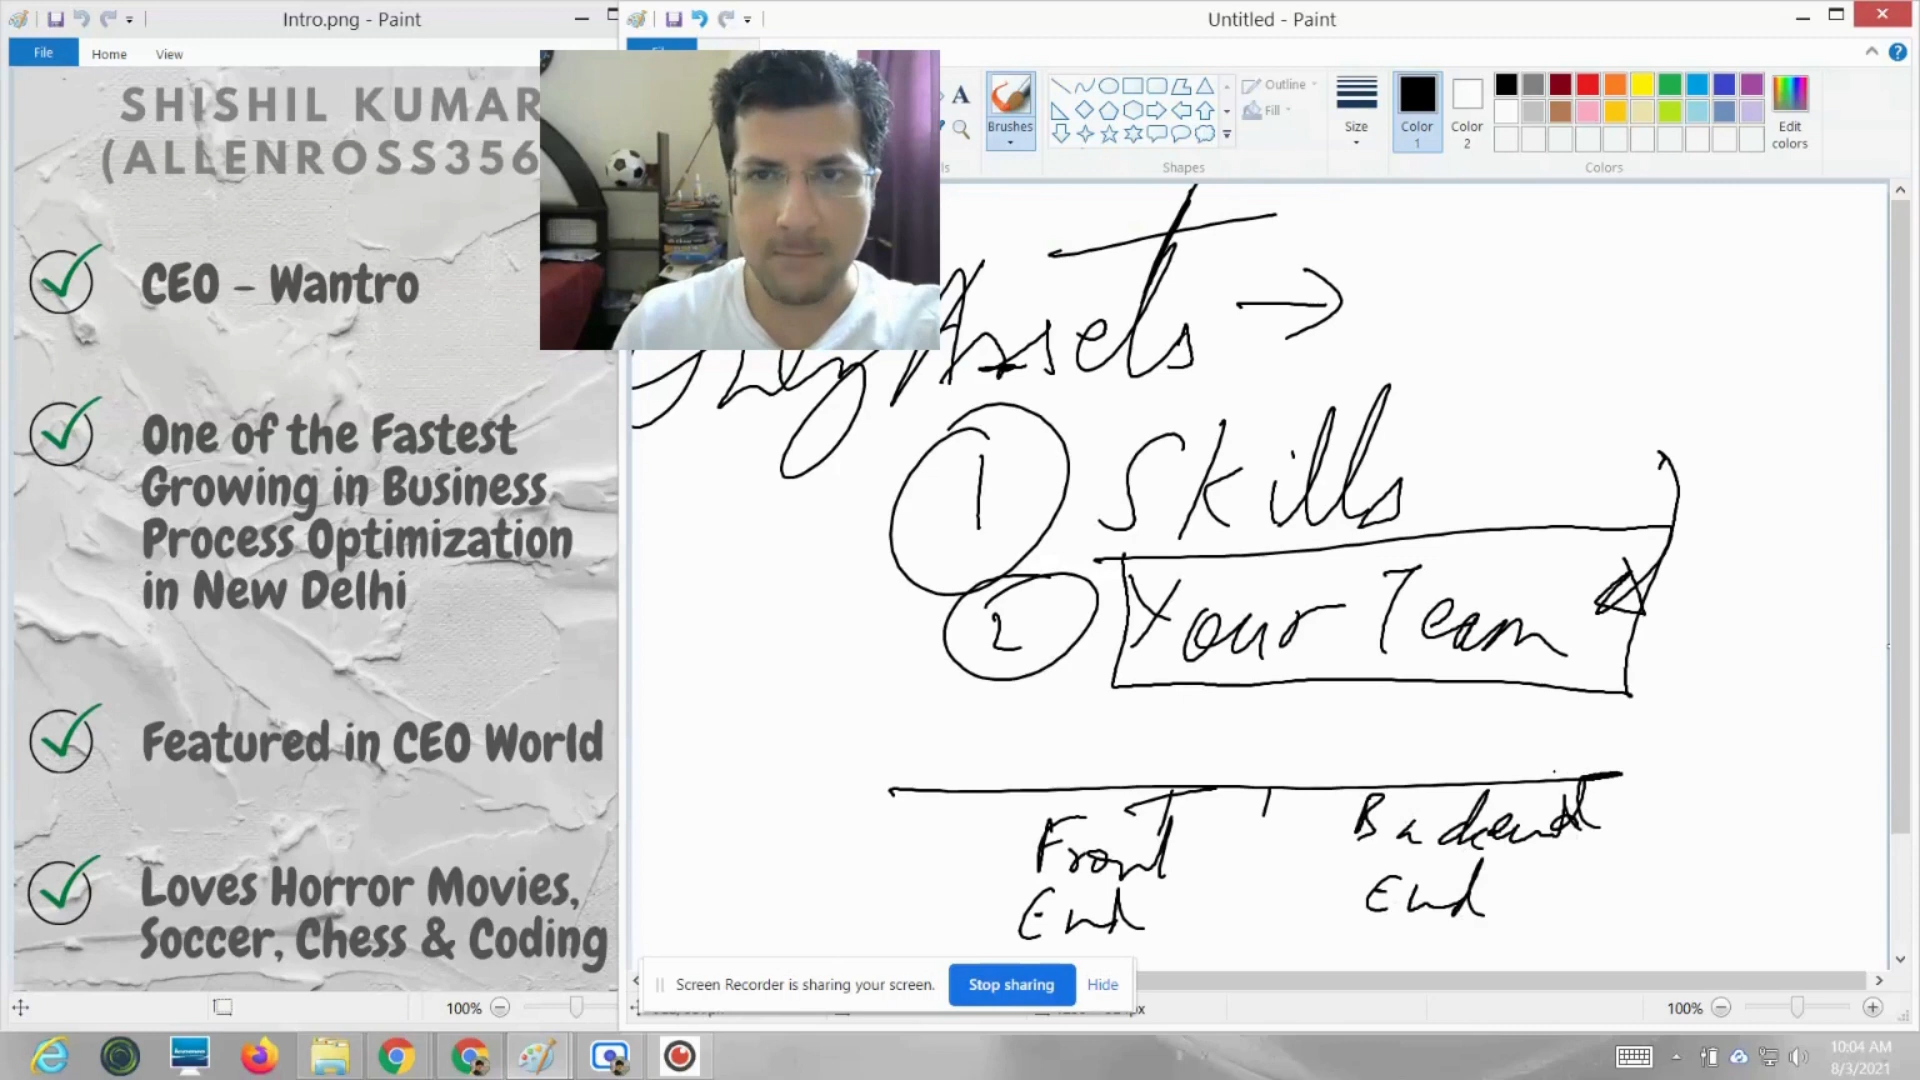 Intro.png - Paint
File Home View
SHISHIL KUMAR
(ALLENROSS356
CEO - Wantro
One of the Fastest
Growing in Business
Process Optimization
in New Delhi
Featured in CEO World
Loves Horror Movies,
Soccer, Chess & Coding
100%
Untitled - Paint
A
Brushes
Outline
Fill
Shapes
Size
Color 1
Color 2
Edit colors
Colors
Assets →
1 Skills
2 Your Team
Front End
Backend End
Screen Recorder is sharing your screen. Stop sharing Hide
100%
10:04 AM
8/3/2021